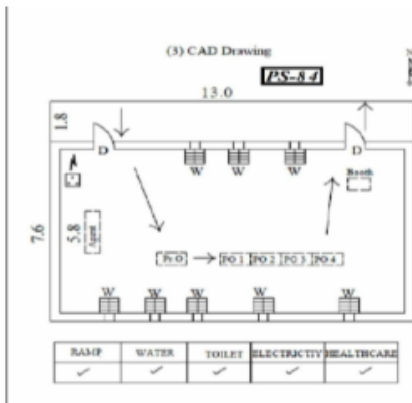 (3) CAD Drawing
PS-84
13.0
1.8
D
D
W W W
Booth
7.6
5.8
Agent
Pr O
PO 1 PO 2 PO 3 PO 4
W W W W W
RAMP WATER TOILET ELECTRICTIY HEALTHCARE
✓ ✓ ✓ ✓ ✓